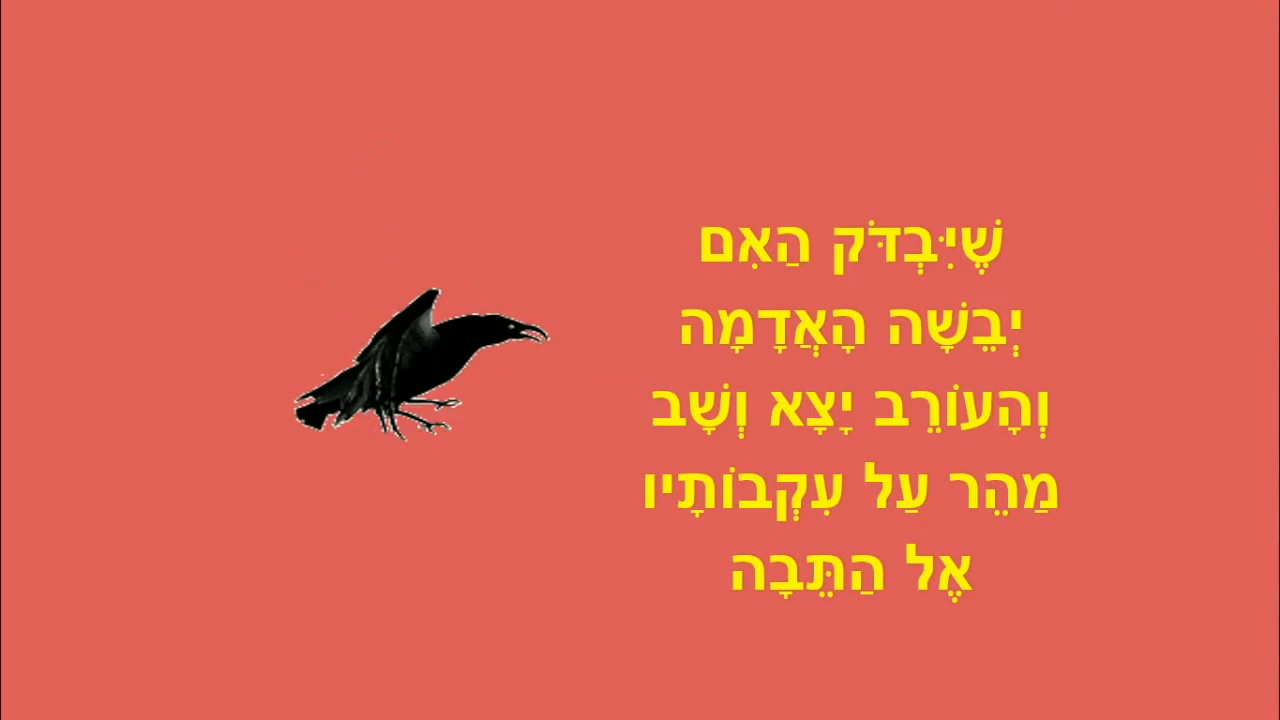 שֶׁיִּבְדֹּק הַאִם
יְבֵשָׁה הָאֲדָמָה
וְהָעוֹרֵב יָצָא וְשָׁב
מַהֵר עַל עִקְבוֹתָיו
אֶל הַתֵּבָה